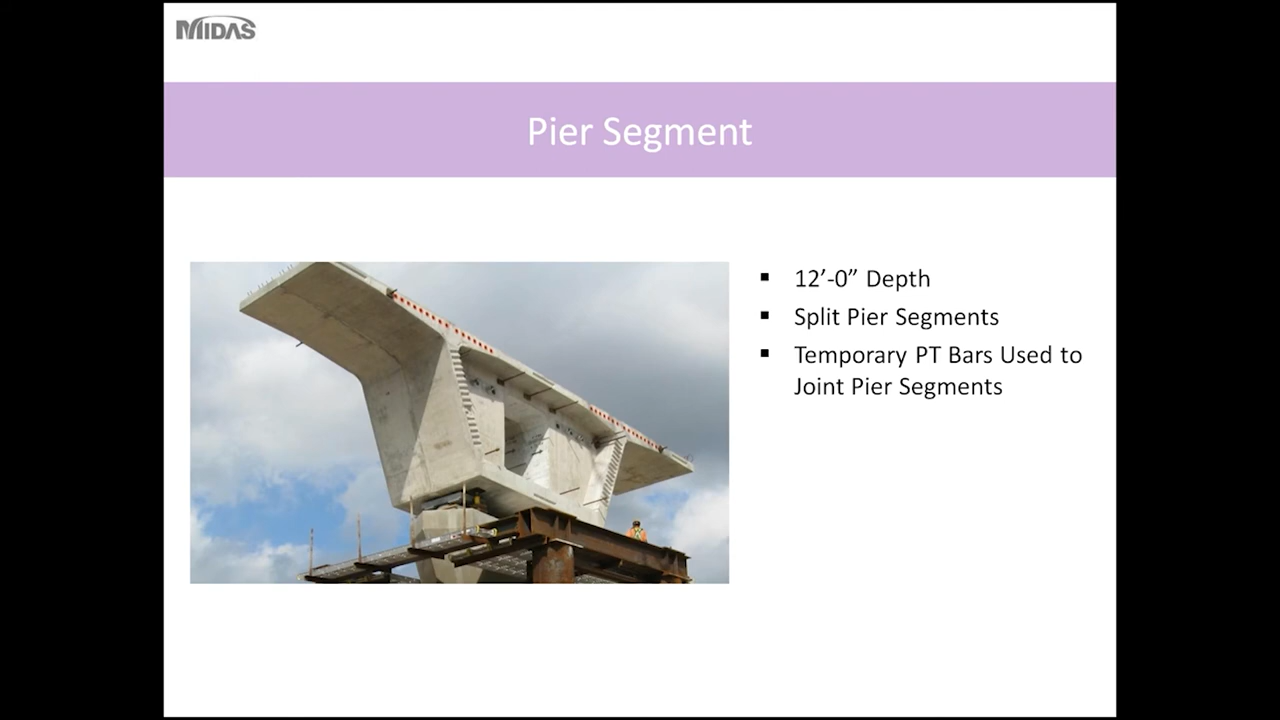 MIDAS
Pier Segment
12’-0” Depth
Split Pier Segments
Temporary PT Bars Used to
Joint Pier Segments